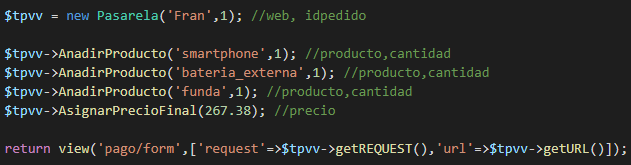 $tpvv = new Pasarela('Fran',1); //web, idpedido
$tpvv->AnadirProducto('smartphone',1); //producto,cantidad
$tpvv->AnadirProducto('bateria_externa',1); //producto,cantidad
$tpvv->AnadirProducto('funda',1); //producto,cantidad
$tpvv->AsignarPrecioFinal(267.38); //precio
return view('pago/form',['request'=>$tpvv->getREQUEST(),'url'=>$tpvv->getURL()]);